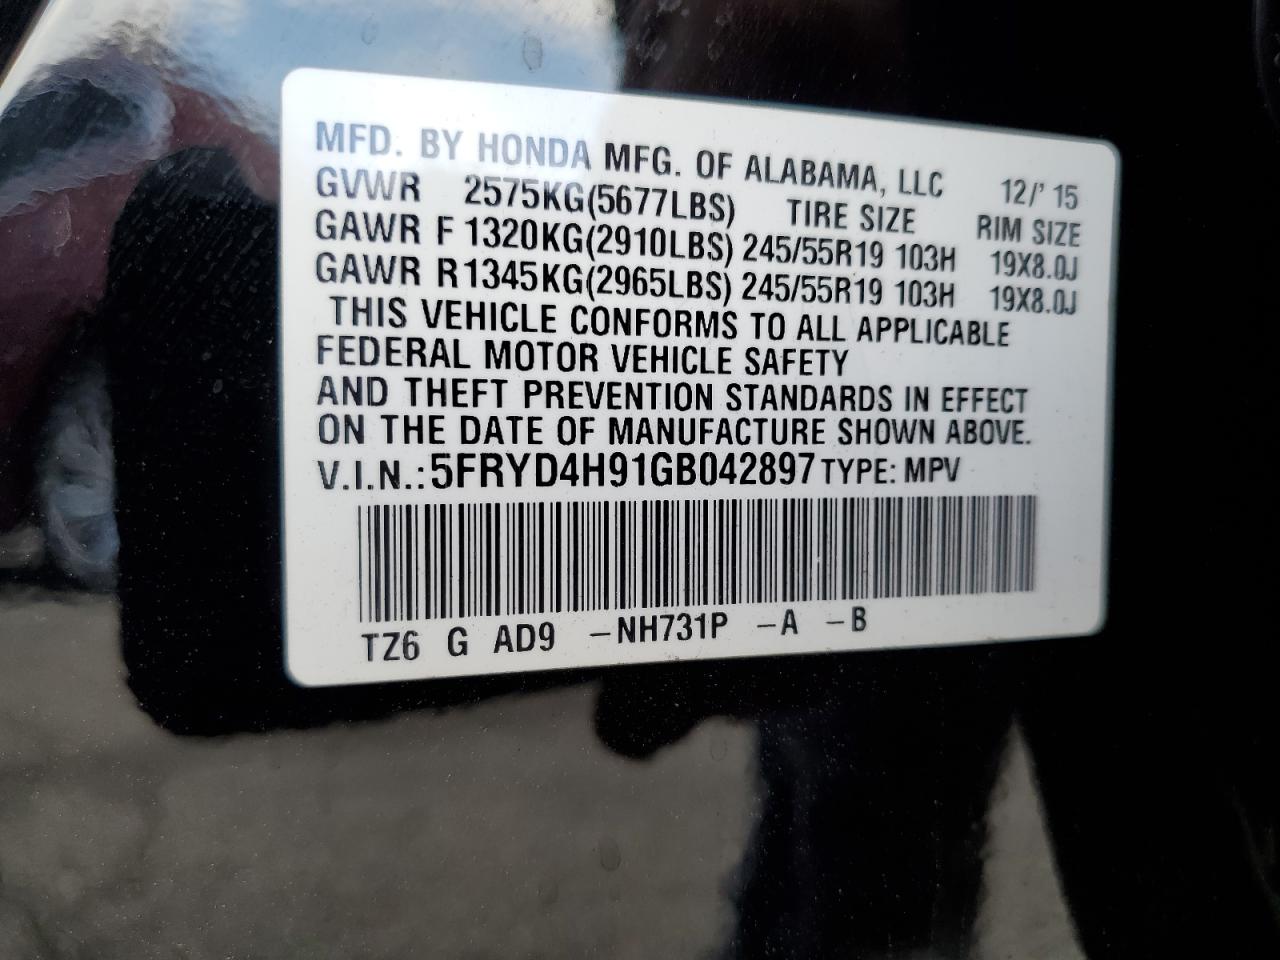 MFD. BY HONDA MFG. OF ALABAMA, LLC 12/' 15
GVWR 2575KG(5677LBS) TIRE SIZE RIM SIZE
GAWR F 1320KG(2910LBS) 245/55R19 103H 19X8.0J
GAWR R1345KG(2965LBS) 245/55R19 103H 19X8.0J
THIS VEHICLE CONFORMS TO ALL APPLICABLE
FEDERAL MOTOR VEHICLE SAFETY
AND THEFT PREVENTION STANDARDS IN EFFECT
ON THE DATE OF MANUFACTURE SHOWN ABOVE.
V.I.N.:5FRYD4H91GB042897 TYPE: MPV
TZ6 G AD9 -NH731P -A -B